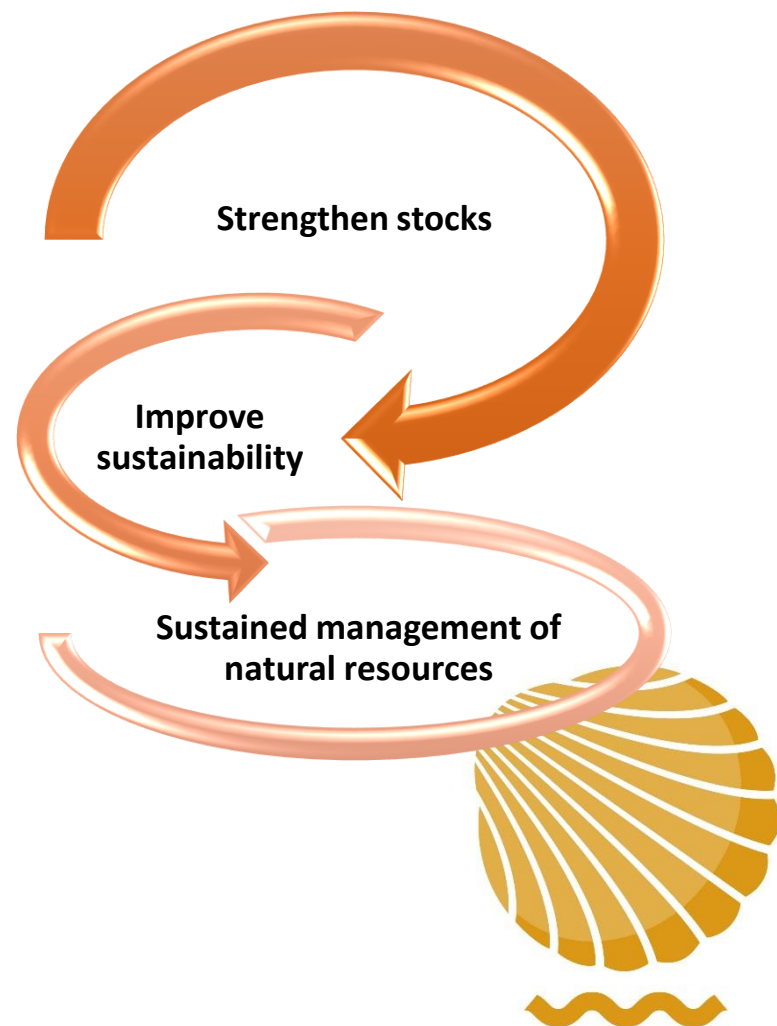 Strengthen stocks
Improve
sustainability
Sustained management of
natural resources